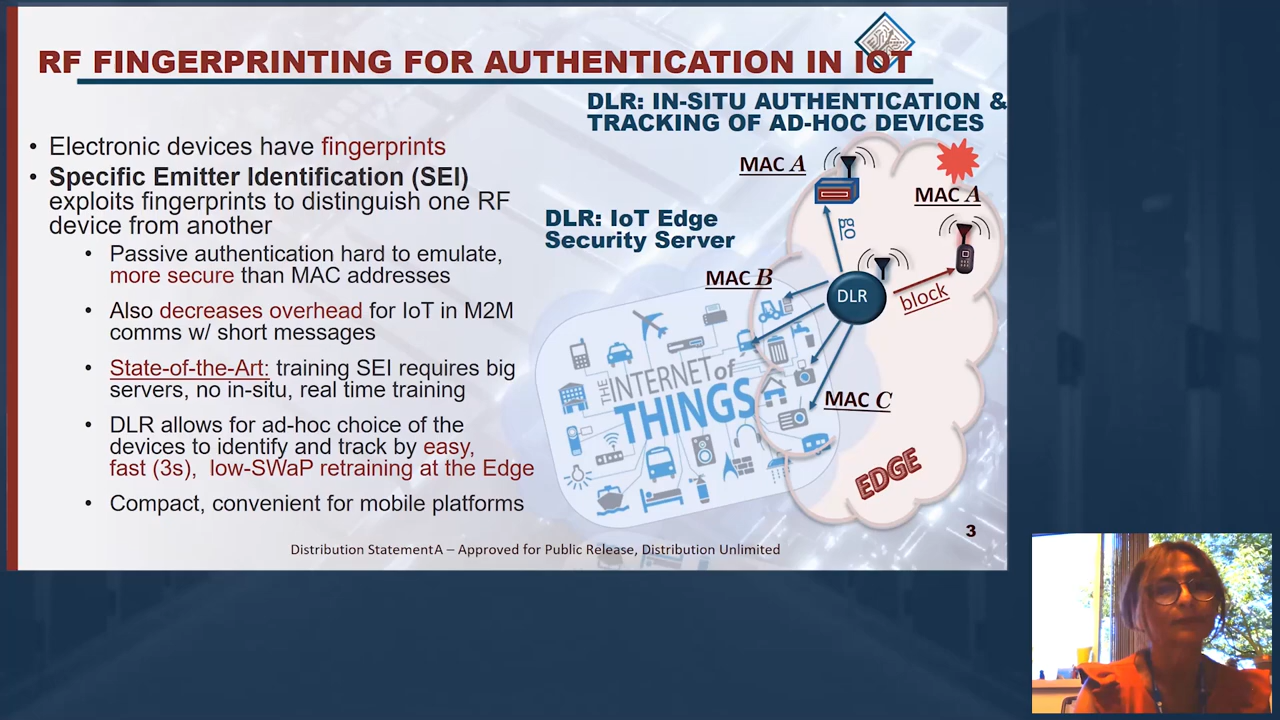 RF FINGERPRINTING FOR AUTHENTICATION IN IOT
DLR: IN-SITU AUTHENTICATION &
TRACKING OF AD-HOC DEVICES
• Electronic devices have fingerprints
• Specific Emitter Identification (SEI)
exploits fingerprints to distinguish one RF
device from another
• Passive authentication hard to emulate,
more secure than MAC addresses
• Also decreases overhead for IoT in M2M
comms w/ short messages
• State-of-the-Art: training SEI requires big
servers, no in-situ, real time training
• DLR allows for ad-hoc choice of the
devices to identify and track by easy,
fast (3s), low-SWaP retraining at the Edge
• Compact, convenient for mobile platforms
MAC A
MAC A
DLR: IoT Edge
Security Server
go
MAC B
DLR
block
THE
INTERNET of
THINGS
MAC C
EDGE
3
Distribution StatementA – Approved for Public Release, Distribution Unlimited